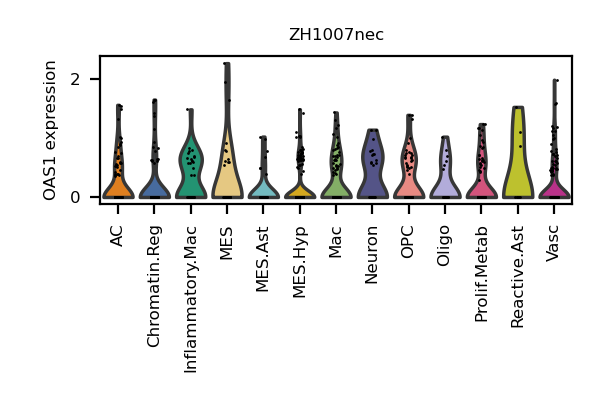 ZH1007nec
OAS1 expression
2
0
AC
Chromatin.Reg
Inflammatory.Mac
MES
MES.Ast
MES.Hyp
Mac
Neuron
OPC
Oligo
Prolif.Metab
Reactive.Ast
Vasc